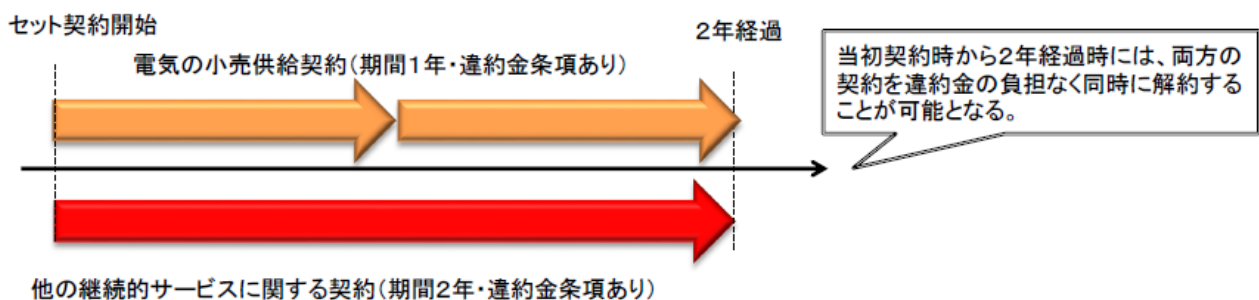 セット契約開始
2年経過
電気の小売供給契約(期間1年・違約金条項あり)
当初契約時から2年経過時には、両方の
契約を違約金の負担なく同時に解約する
ことが可能となる。
他の継続的サービスに関する契約(期間2年・違約金条項あり)